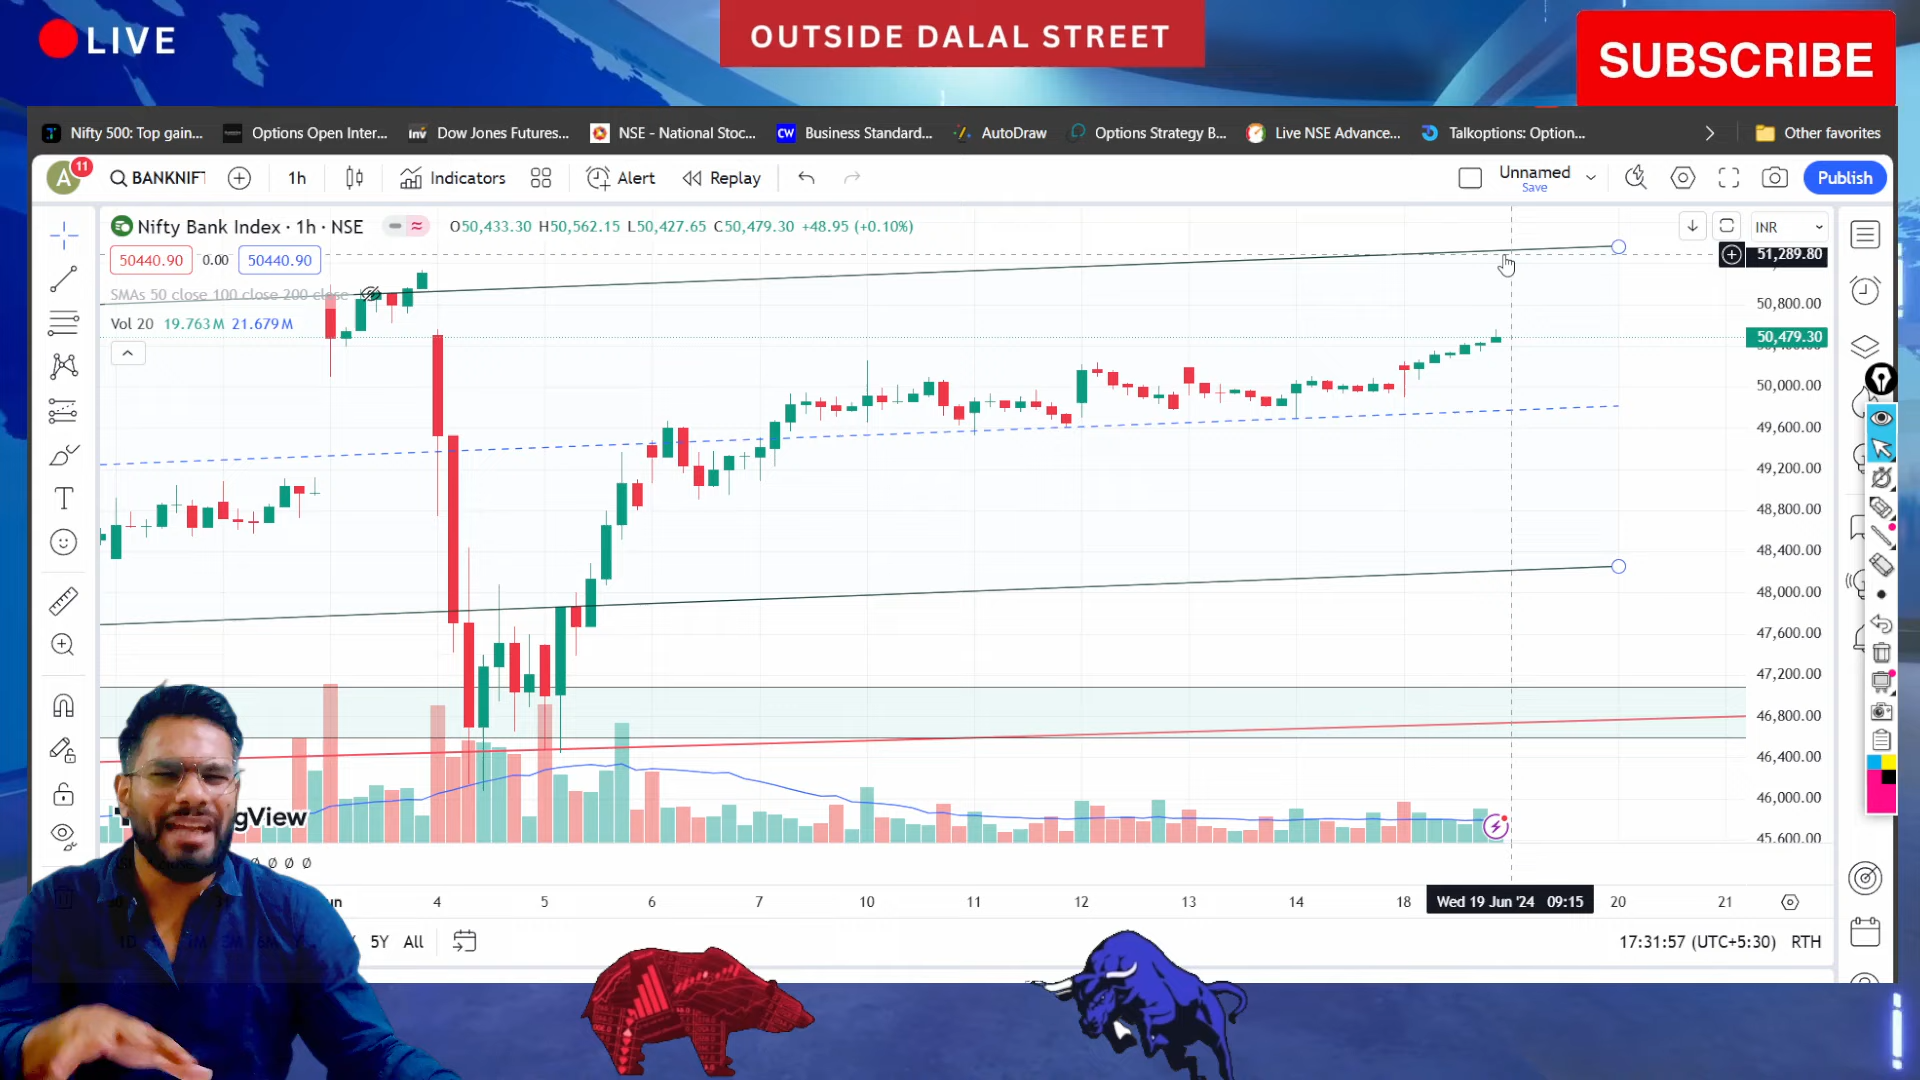 LIVE
OUTSIDE DALAL STREET
SUBSCRIBE
Nifty 500: Top gain...
Options Open Inter...
inv Dow Jones Futures...
NSE - National Stoc...
CW Business Standard...
AutoDraw
Options Strategy B...
Live NSE Advance...
Talkoptions: Option...
Other favorites
A 11
BANKNIF
1h
Indicators
Alert
Replay
Unnamed
Save
Publish
Nifty Bank Index · 1h · NSE
O50,433.30 H50,562.15 L50,427.65 C50,479.30 +48.95 (+0.10%)
INR
50440.90 0.00 50440.90
51,289.80
SMAs 50 close 100 close 200 close
50,800.00
Vol 20 19.763M 21.679M
50,479.30
50,000.00
49,600.00
49,200.00
48,800.00
48,400.00
48,000.00
47,600.00
47,200.00
46,800.00
46,400.00
46,000.00
45,600.00
gView
4 5 6 7 10 11 12 13 14 18
Wed 19 Jun '24 09:15
20 21
5Y All
17:31:57 (UTC+5:30) RTH